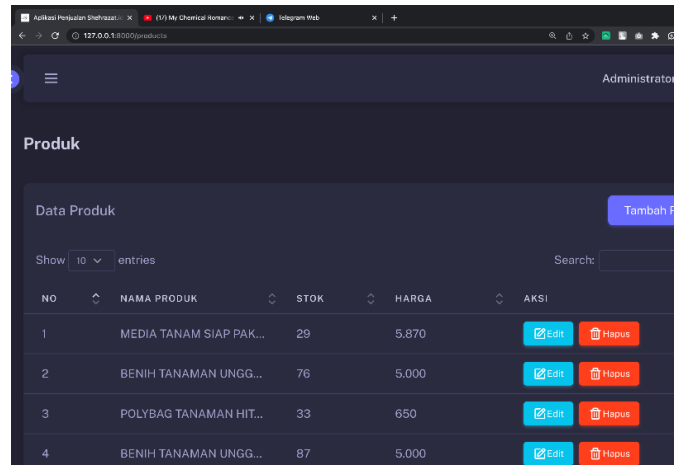 Aplikasi Penjualan Shehrazat.id (17) My Chemical Romance Telegram Web
127.0.0.1:8000/products
Administrator
Produk
Data Produk Tambah P
Show 10 entries Search:
NO NAMA PRODUK STOK HARGA AKSI
1 MEDIA TANAM SIAP PAK... 29 5.870 Edit Hapus
2 BENIH TANAMAN UNGG... 76 5.000 Edit Hapus
3 POLYBAG TANAMAN HIT... 33 650 Edit Hapus
4 BENIH TANAMAN UNGG... 87 5.000 Edit Hapus